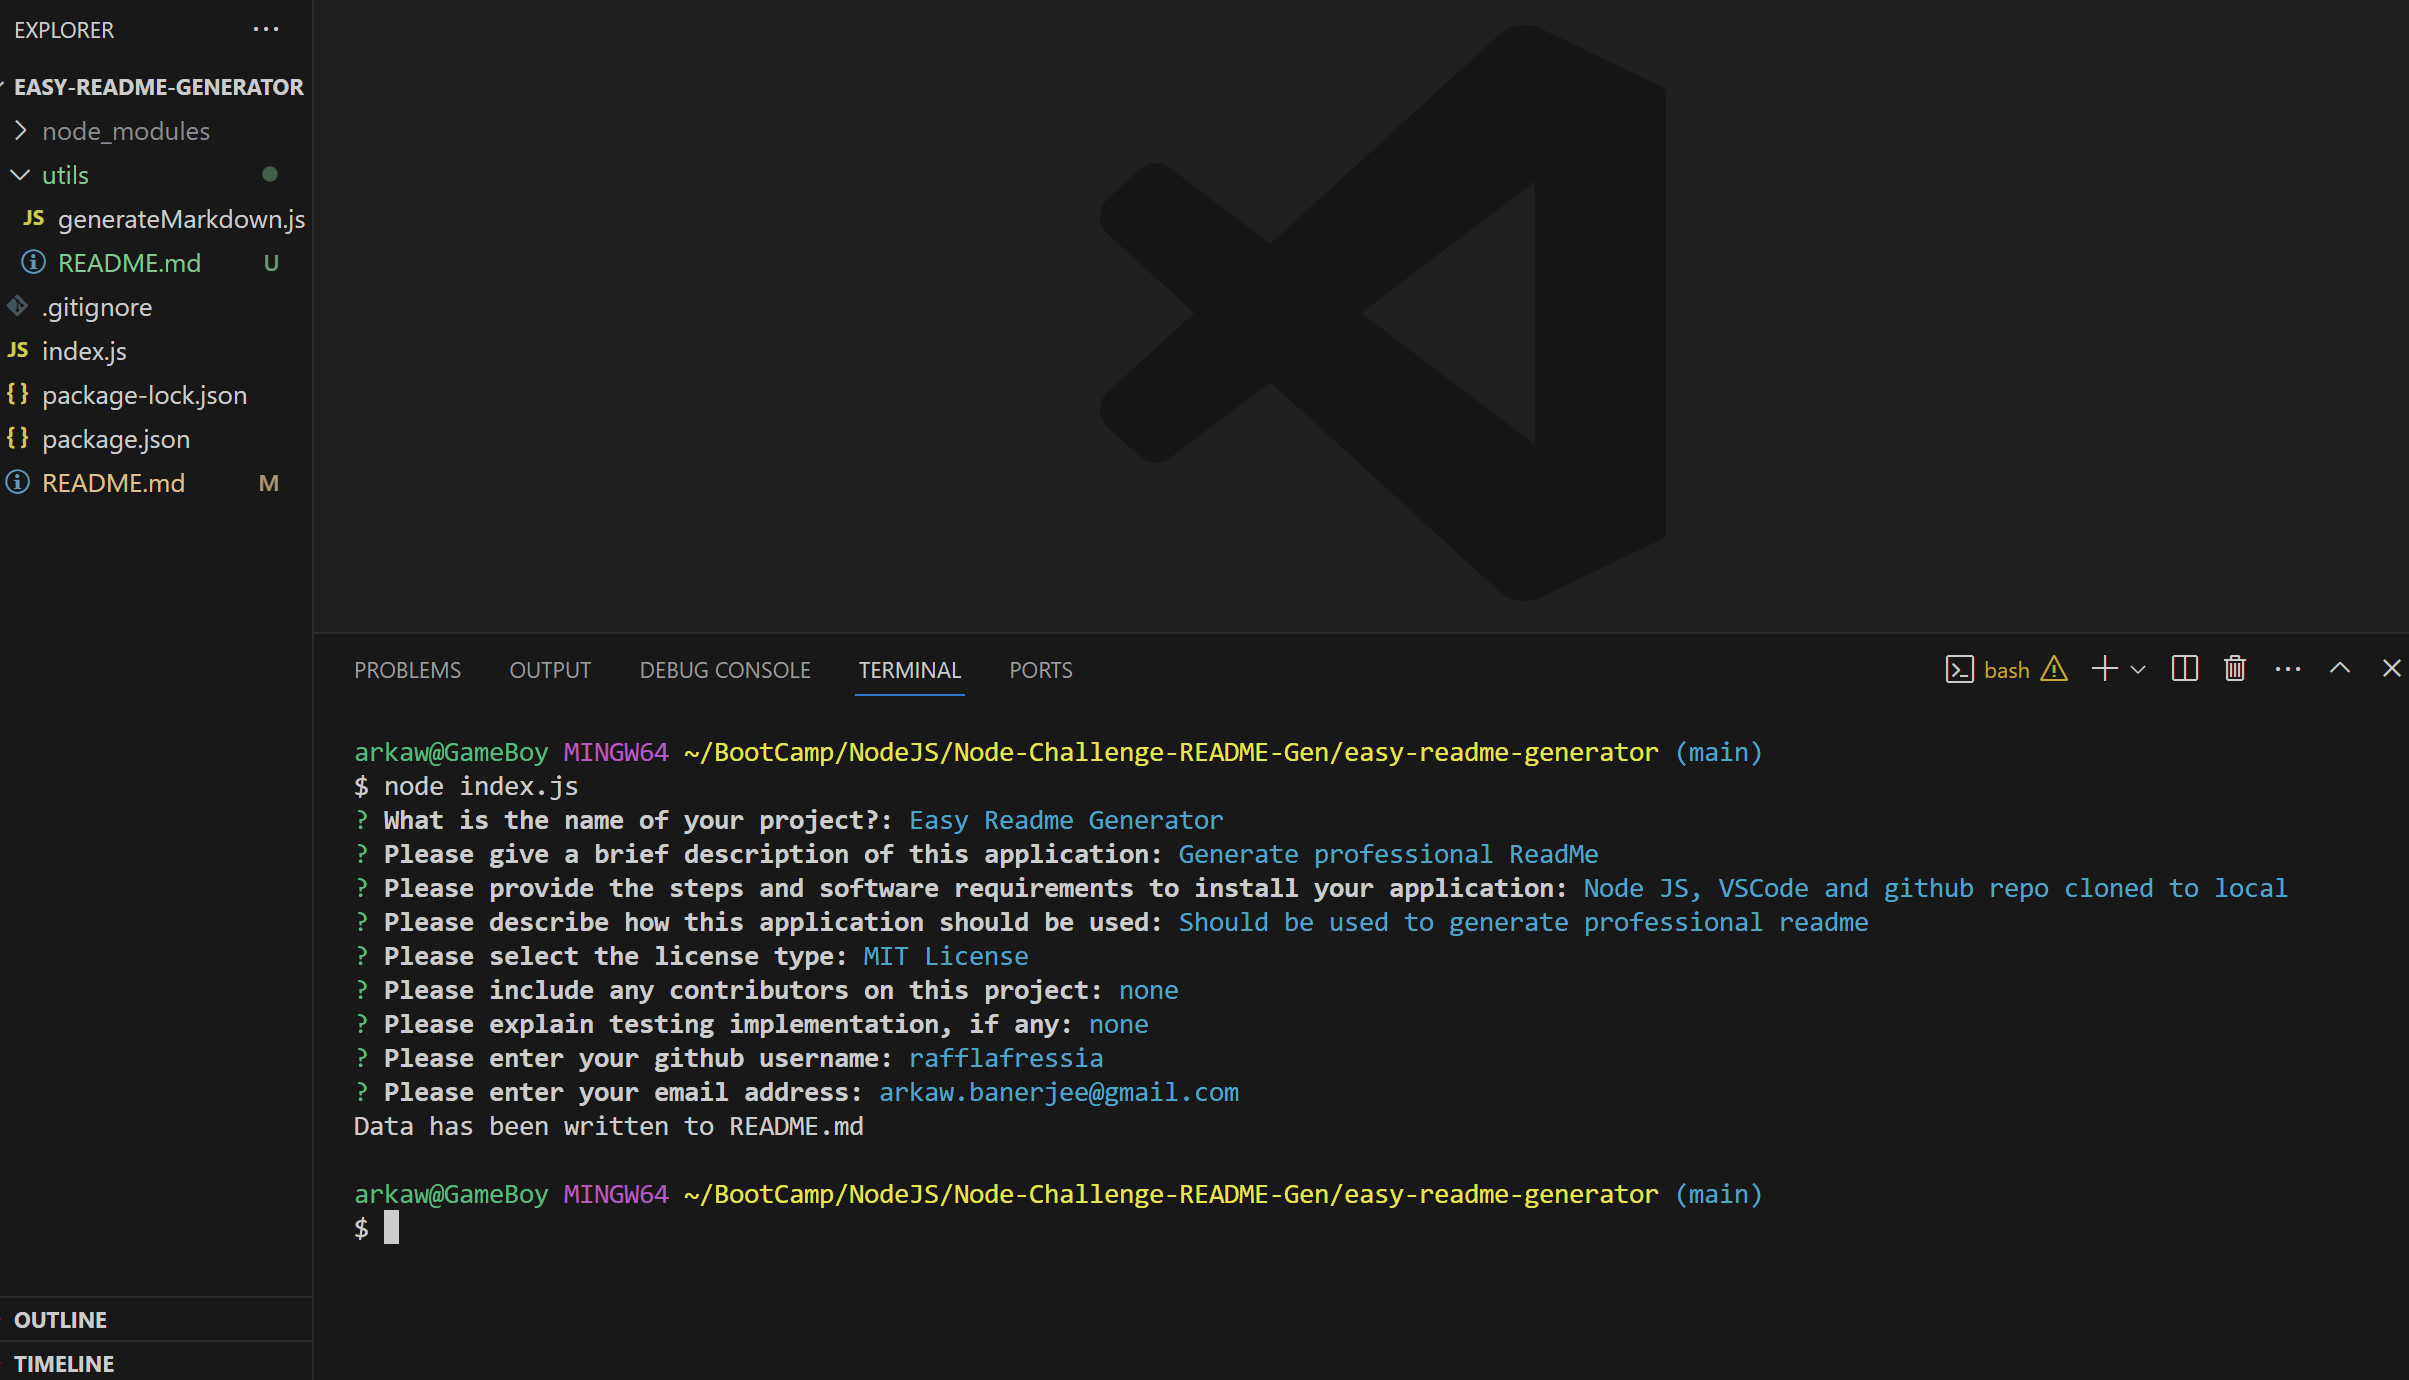 EXPLORER ...
EASY-README-GENERATOR
node_modules
utils
JS generateMarkdown.js
README.md U
.gitignore
JS index.js
{} package-lock.json
{} package.json
README.md M
PROBLEMS OUTPUT DEBUG CONSOLE TERMINAL PORTS bash
arkaw@GameBoy MINGW64 ~/BootCamp/NodeJS/Node-Challenge-README-Gen/easy-readme-generator (main)
$ node index.js
? What is the name of your project?: Easy Readme Generator
? Please give a brief description of this application: Generate professional ReadMe
? Please provide the steps and software requirements to install your application: Node JS, VSCode and github repo cloned to local
? Please describe how this application should be used: Should be used to generate professional readme
? Please select the license type: MIT License
? Please include any contributors on this project: none
? Please explain testing implementation, if any: none
? Please enter your github username: rafflafressia
? Please enter your email address: arkaw.banerjee@gmail.com
Data has been written to README.md
arkaw@GameBoy MINGW64 ~/BootCamp/NodeJS/Node-Challenge-README-Gen/easy-readme-generator (main)
$
OUTLINE
TIMELINE